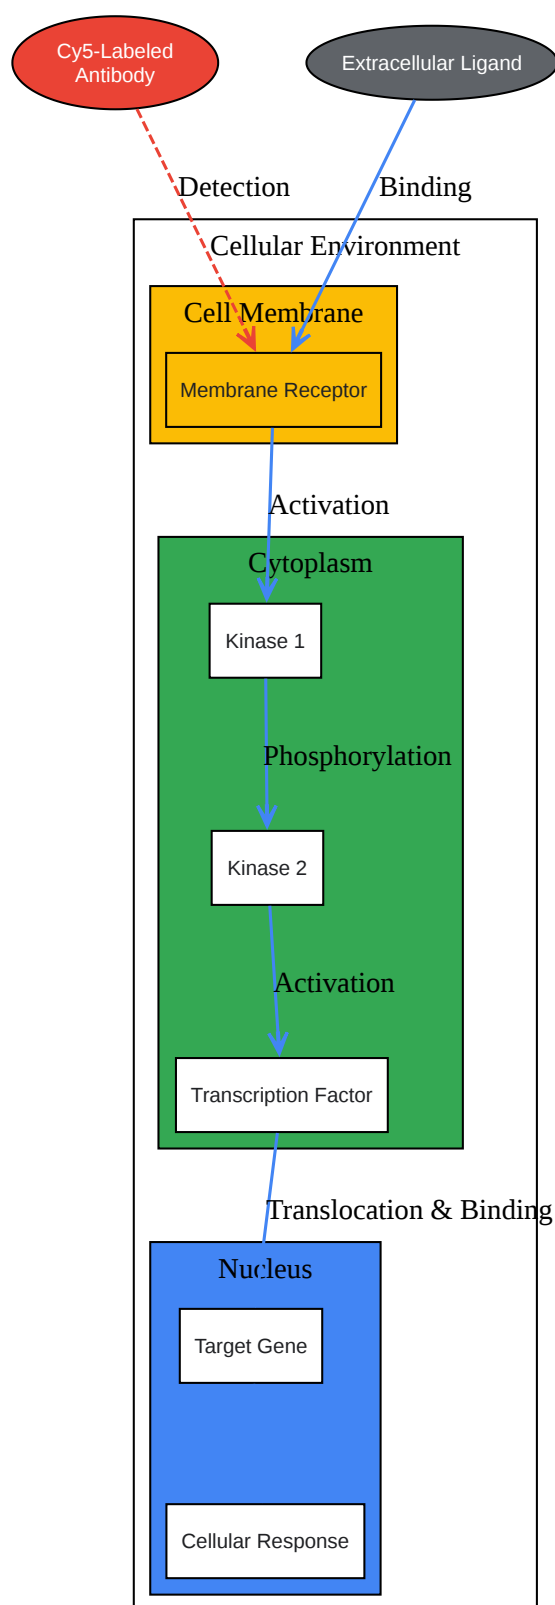 Cy5-Labeled
Antibody
Extracellular Ligand
Detection
Binding
Cellular Environment
Cell Membrane
Membrane Receptor
Activation
Cytoplasm
Kinase 1
Phosphorylation
Kinase 2
Activation
Transcription Factor
Translocation & Binding
Nucleus
Target Gene
Cellular Response